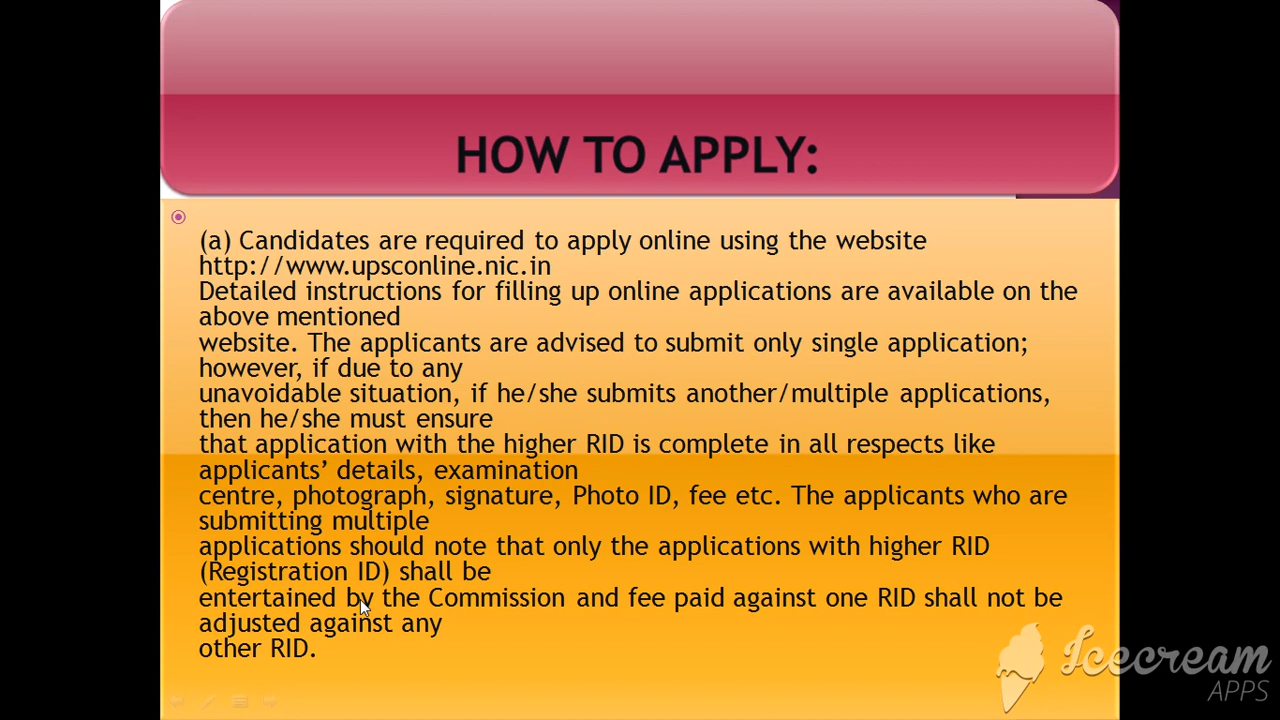 HOW TO APPLY:
(a) Candidates are required to apply online using the website
http://www.upsconline.nic.in
Detailed instructions for filling up online applications are available on the
above mentioned
website. The applicants are advised to submit only single application;
however, if due to any
unavoidable situation, if he/she submits another/multiple applications,
then he/she must ensure
that application with the higher RID is complete in all respects like
applicants’ details, examination
centre, photograph, signature, Photo ID, fee etc. The applicants who are
submitting multiple
applications should note that only the applications with higher RID
(Registration ID) shall be
entertained by the Commission and fee paid against one RID shall not be
adjusted against any
other RID.
Icecream
APPS